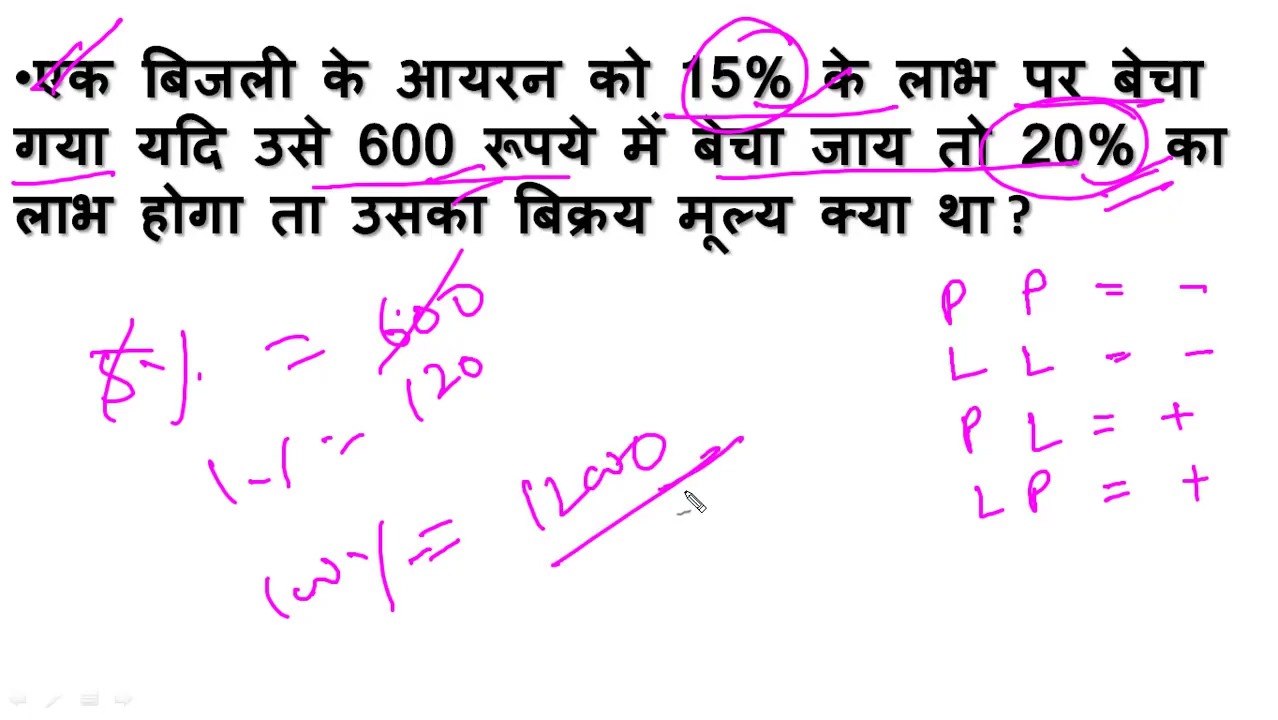 •एक बिजली के आयरन को 15% के लाभ पर बेचा
गया यदि उसे 600 रूपये में बेचा जाय तो 20% का
लाभ होगा ता उसका बिक्रय मूल्य क्या था?
P P = -
L L = -
P L = +
L P = +
5% = 600
120
1% =
100% = 12000